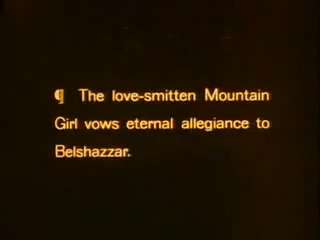 ¶ The love-smitten Mountain
Girl vows eternal allegiance to
Belshazzar.